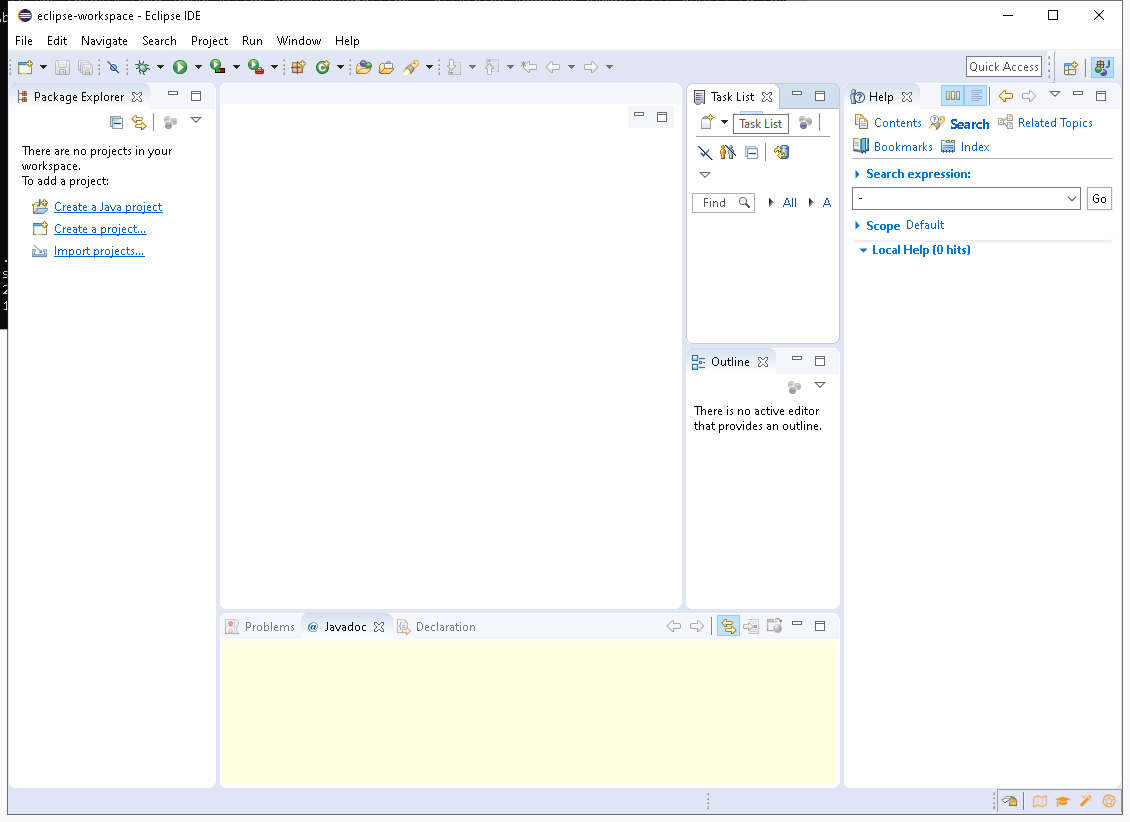 eclipse-workspace - Eclipse IDE
File Edit Navigate Search Project Run Window Help
Quick Access
Package Explorer
There are no projects in your
workspace.
To add a project:
Create a Java project
Create a project...
Import projects...
Task List
Task List
Find All A
Outline
There is no active editor
that provides an outline.
Help
Contents Search Related Topics
Bookmarks Index
Search expression:
- Go
Scope Default
Local Help (0 hits)
Problems @ Javadoc Declaration